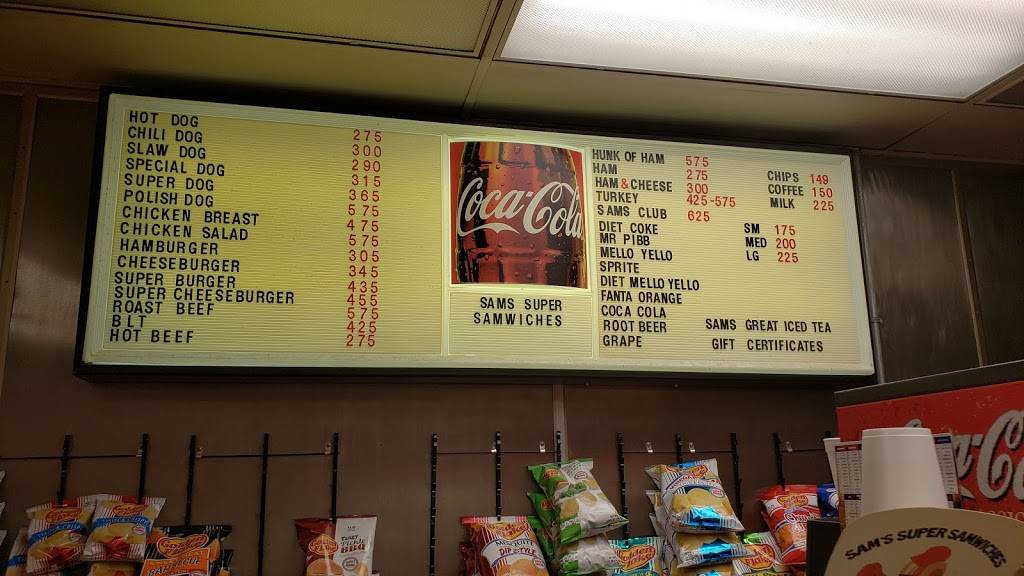 HOT DOG 275
CHILI DOG 300
SLAW DOG 290
SPECIAL DOG 315
SUPER DOG 365
POLISH DOG 575
CHICKEN BREAST 475
CHICKEN SALAD 575
HAMBURGER 305
CHEESEBURGER 345
SUPER BURGER 435
SUPER CHEESEBURGER 455
ROAST BEEF 575
BLT 425
HOT BEEF 275
Coca-Cola
SAMS SUPER
SAMWICHES
HUNK OF HAM 575
HAM 275
HAM & CHEESE 300
TURKEY 425-575
SAMS CLUB 625
CHIPS 149
COFFEE 150
MILK 225
DIET COKE
MR PIBB
MELLO YELLO
SPRITE
DIET MELLO YELLO
FANTA ORANGE
COCA COLA
ROOT BEER
GRAPE
SM 175
MED 200
LG 225
SAMS GREAT ICED TEA
GIFT CERTIFICATES
BBQ
SAM'S SUPER SANWICHES